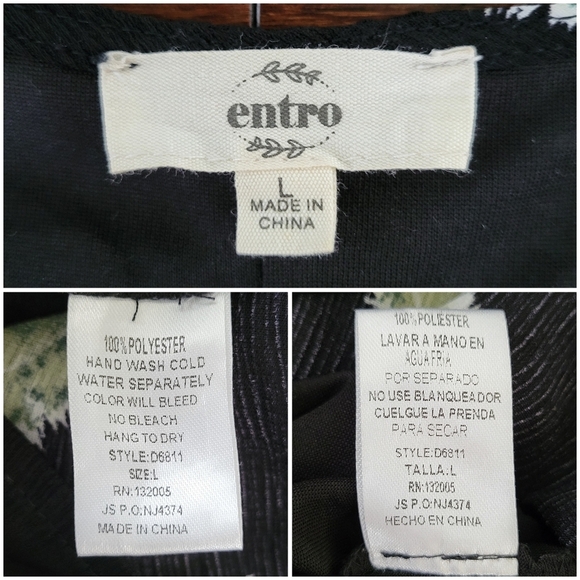 entro
L
MADE IN
CHINA
100% POLYESTER
HAND WASH COLD
WATER SEPARATELY
COLOR WILL BLEED
NO BLEACH
HANG TO DRY
STYLE:D6811
SIZE:L
RN:132005
JS P.O:NJ4374
MADE IN CHINA
100% POLIESTER
LAVAR A MANO EN
AGUA FRIA
POR SEPARADO
NO USE BLANQUEADOR
CUELGUE LA PRENDA
PARA SECAR
STYLE:D6811
TALLA:L
RN:132005
JS P.O:NJ4374
HECHO EN CHINA